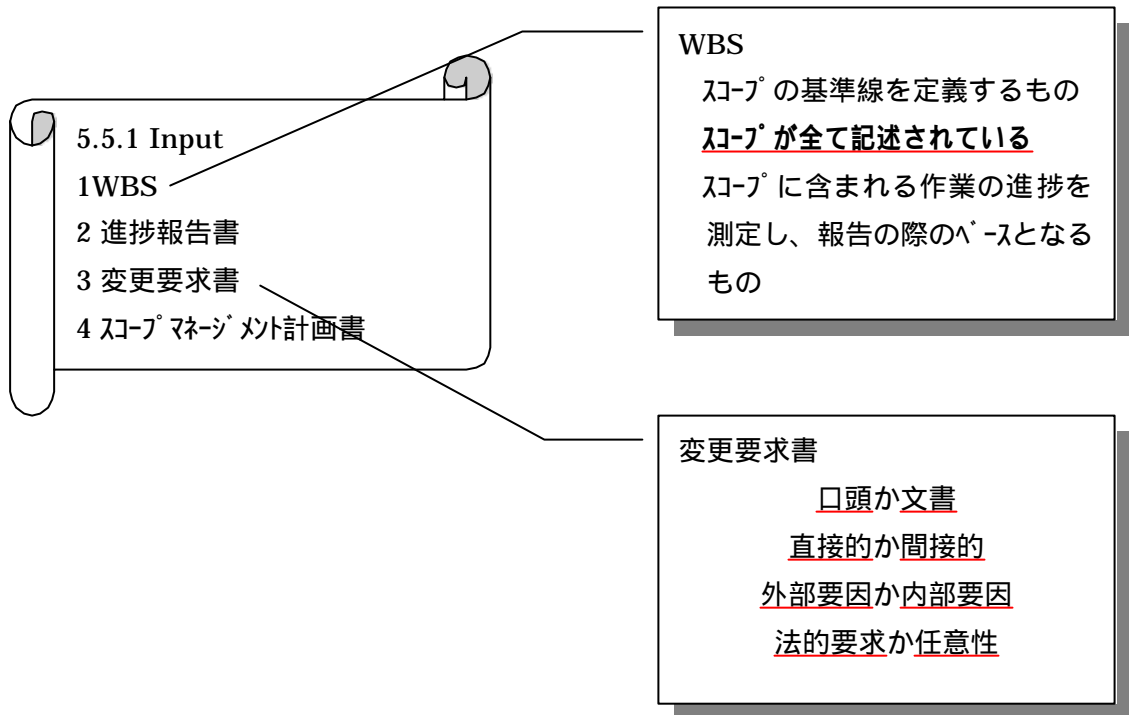 5.5.1 Input
1WBS
2 進捗報告書
3 変更要求書
4 ｽｺｰﾌﾟﾏﾈｰｼﾞﾒﾝﾄ計画書
WBS
ｽｺｰﾌﾟの基準線を定義するもの
ｽｺｰﾌﾟが全て記述されている
ｽｺｰﾌﾟに含まれる作業の進捗を
測定し、報告の際のﾍﾞｰｽとなる
もの
変更要求書
口頭か文書
直接的か間接的
外部要因か内部要因
法的要求か任意性